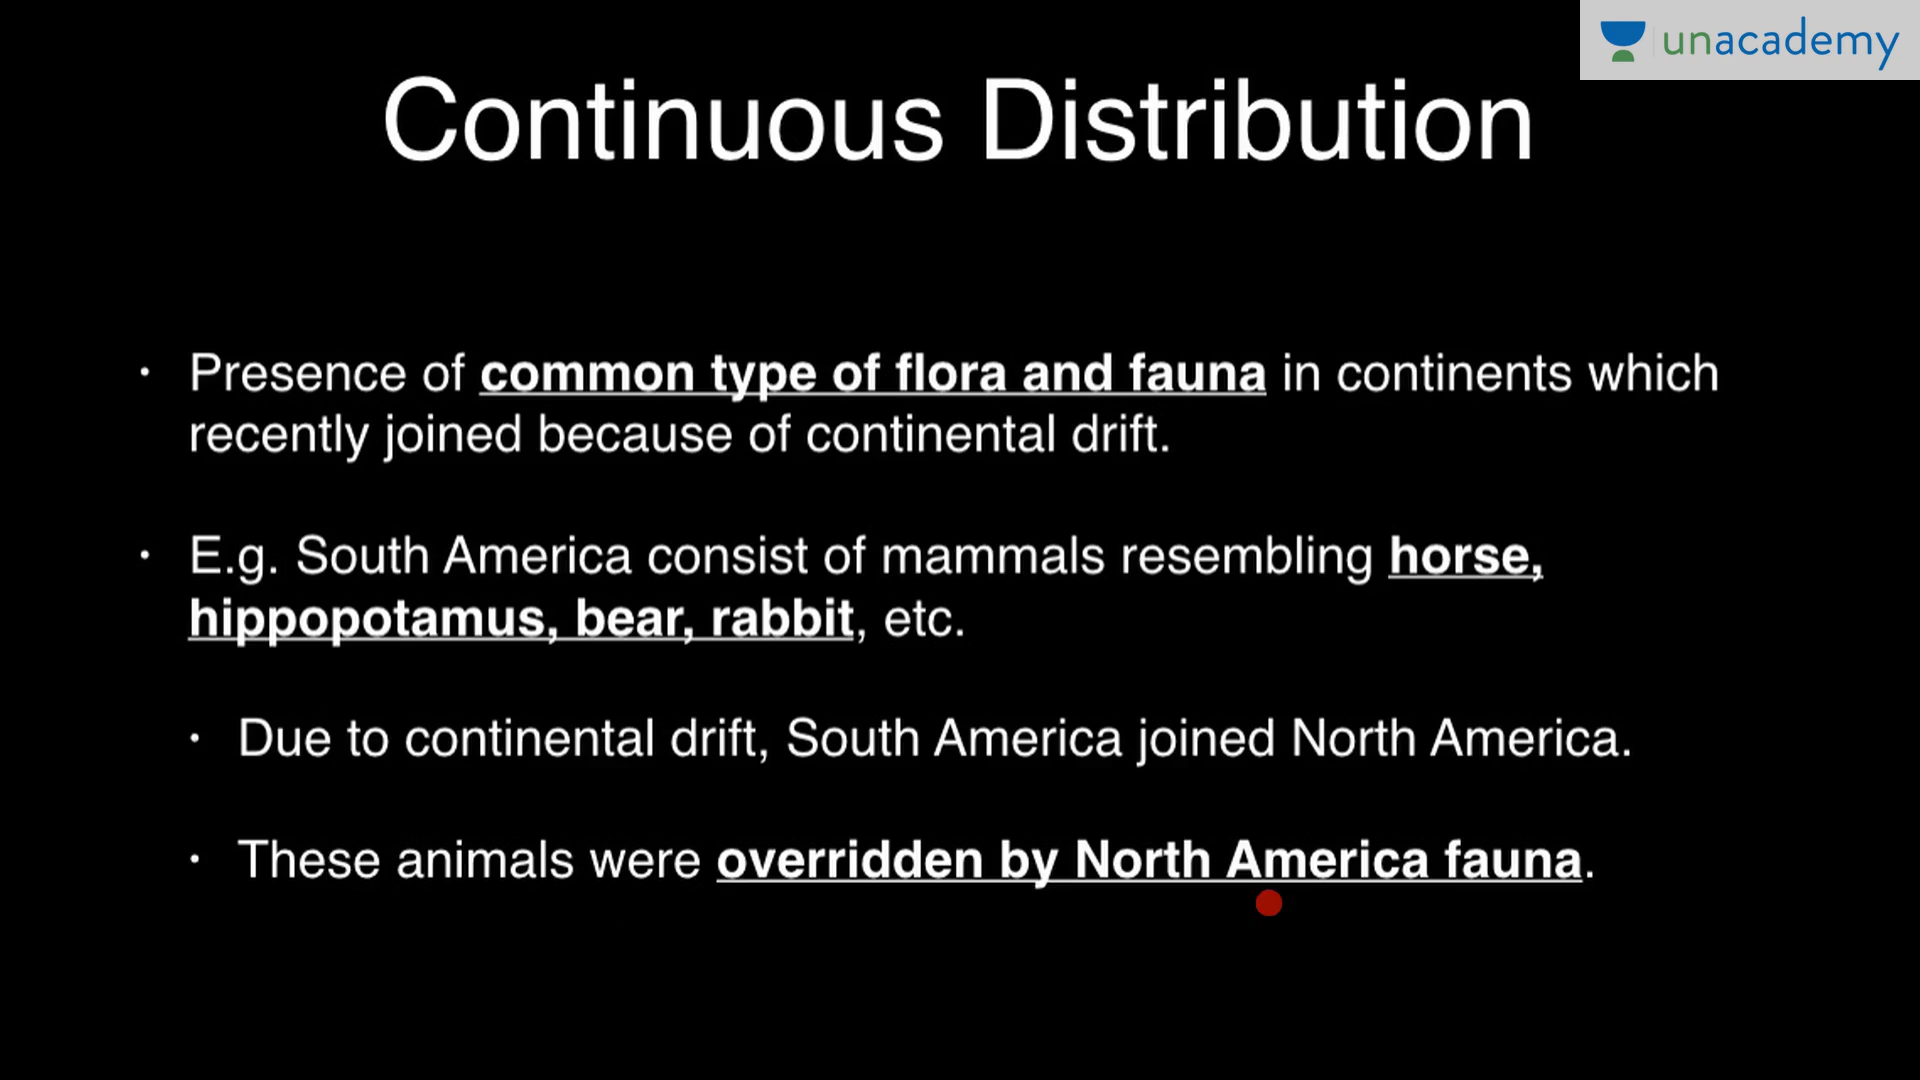 unacademy
Continuous Distribution
• Presence of common type of flora and fauna in continents which
recently joined because of continental drift.
• E.g. South America consist of mammals resembling horse,
hippopotamus, bear, rabbit, etc.
• Due to continental drift, South America joined North America.
• These animals were overridden by North America fauna.